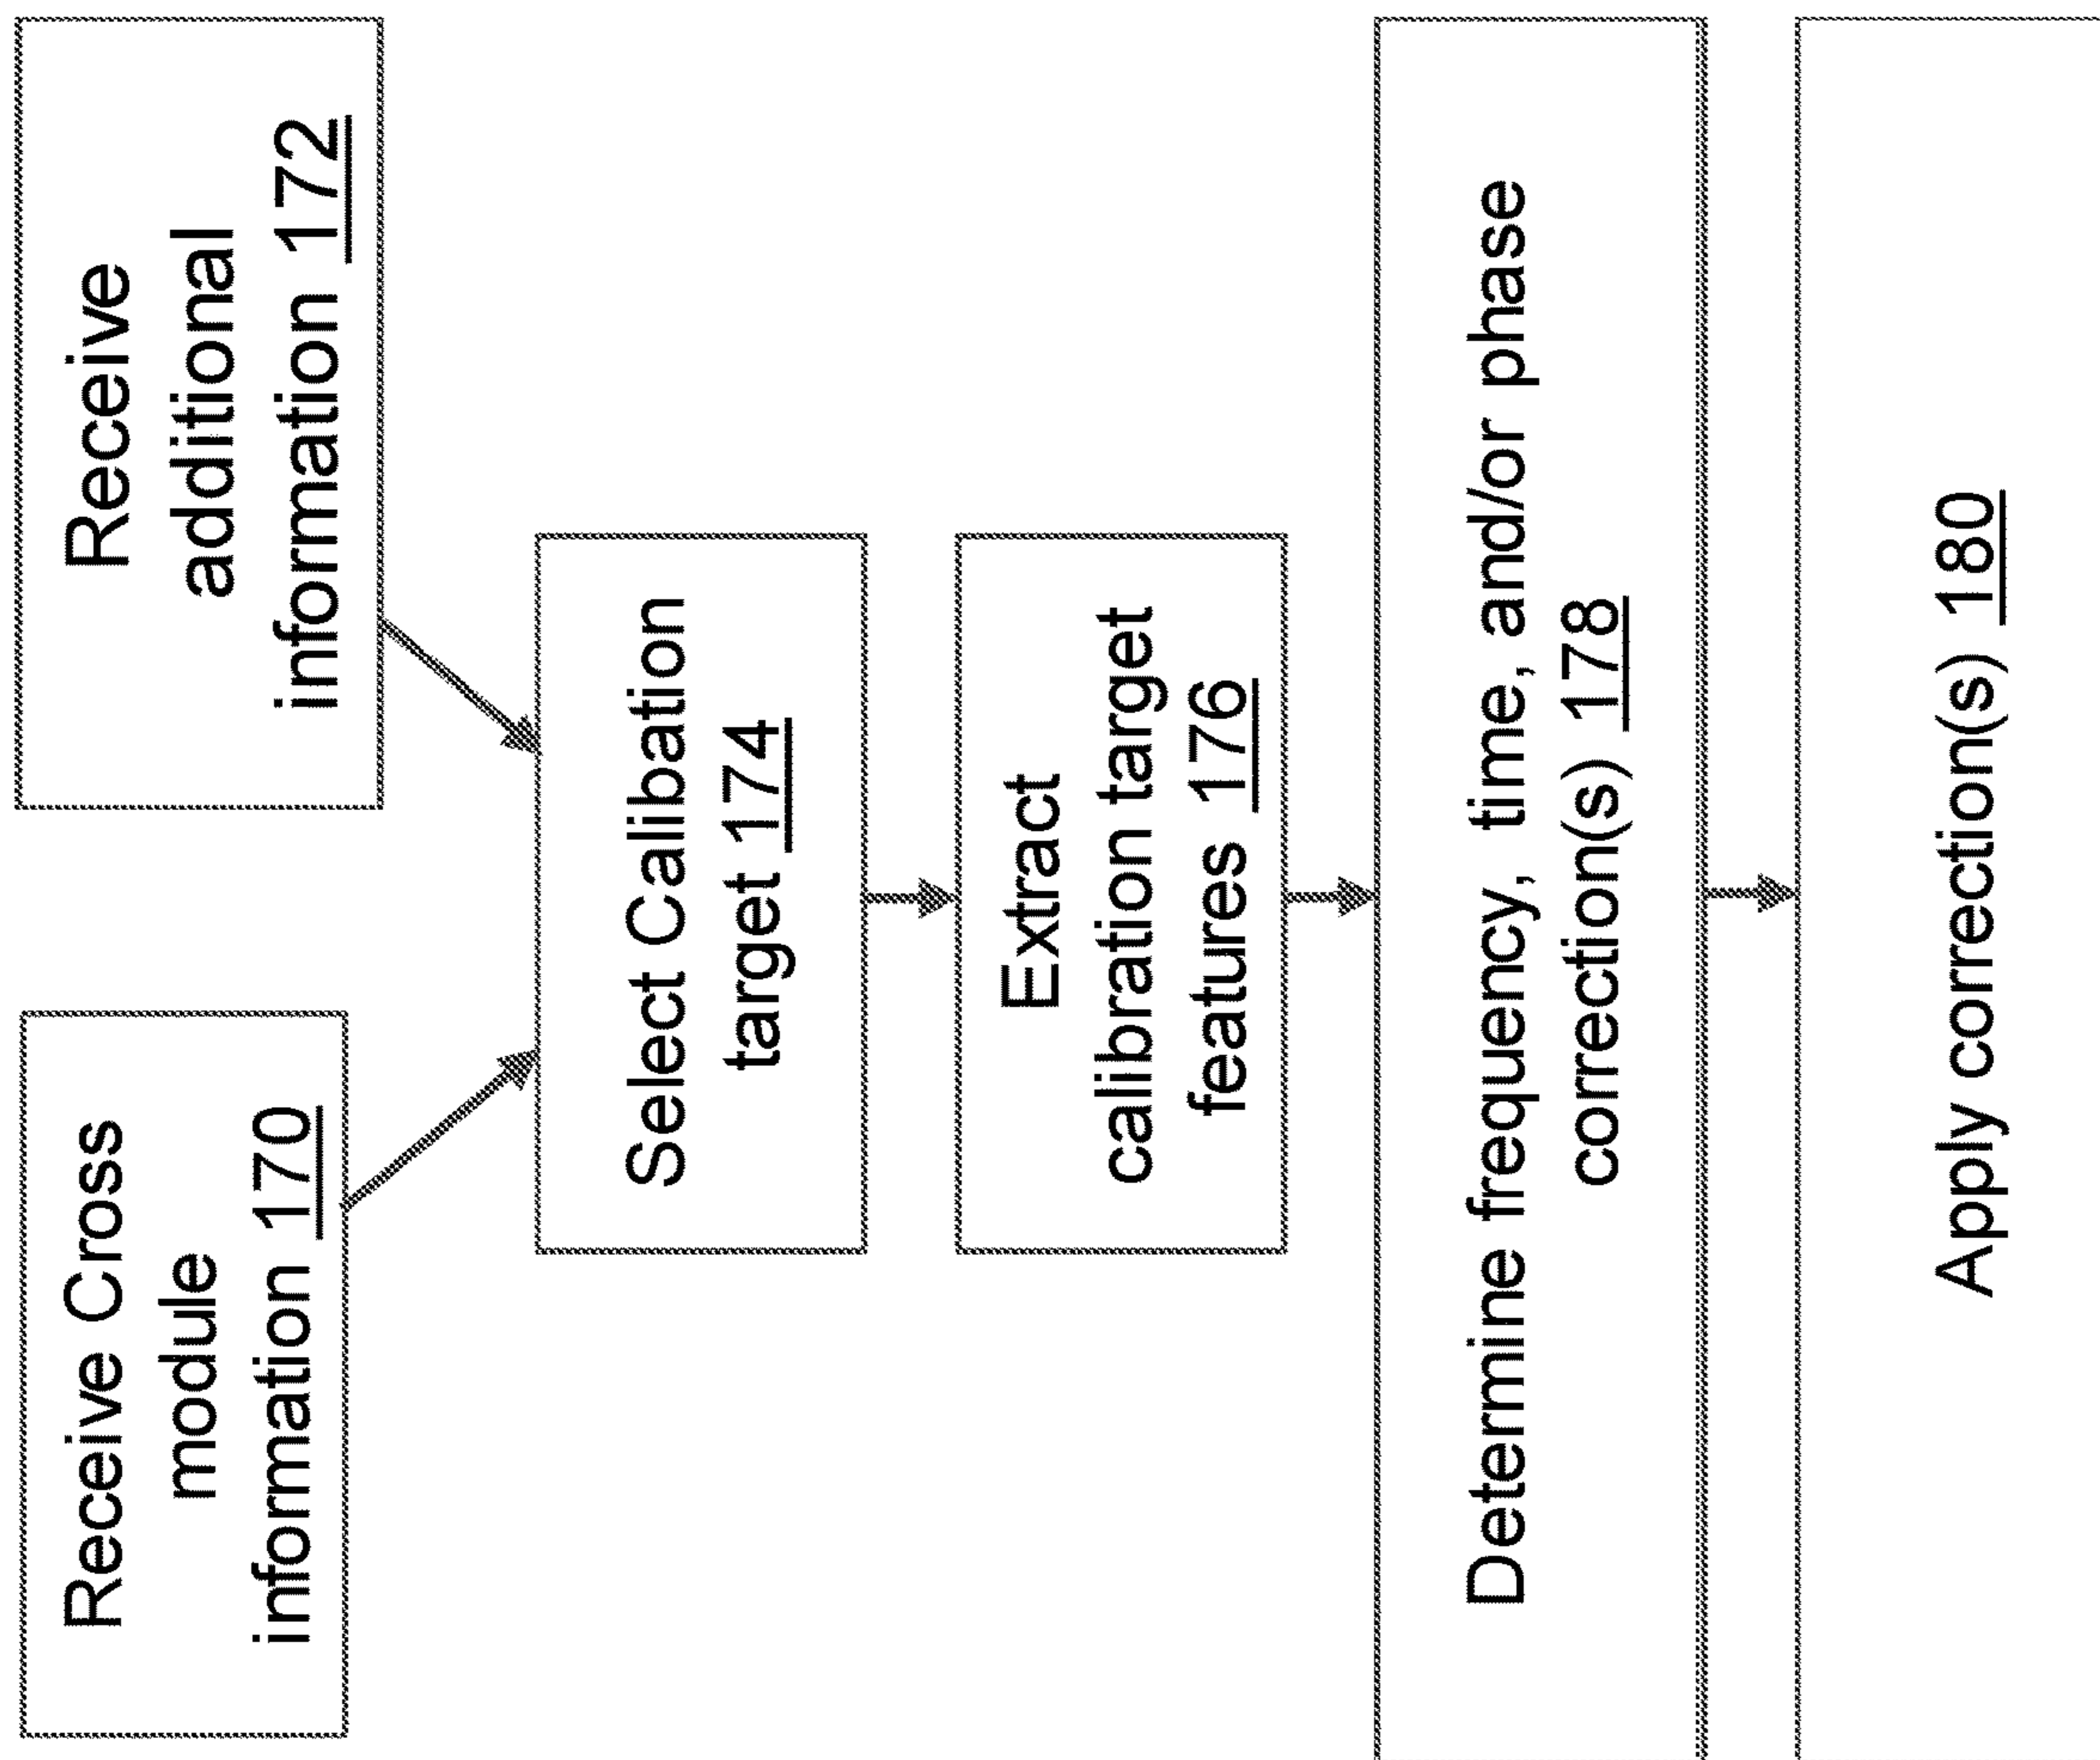 Receive Cross
module
information 170
Receive
additional
information 172
Select Calibation
target 174
Extract
calibration target
features 176
Determine frequency, time, and/or phase
correction(s) 178
Apply correction(s) 180